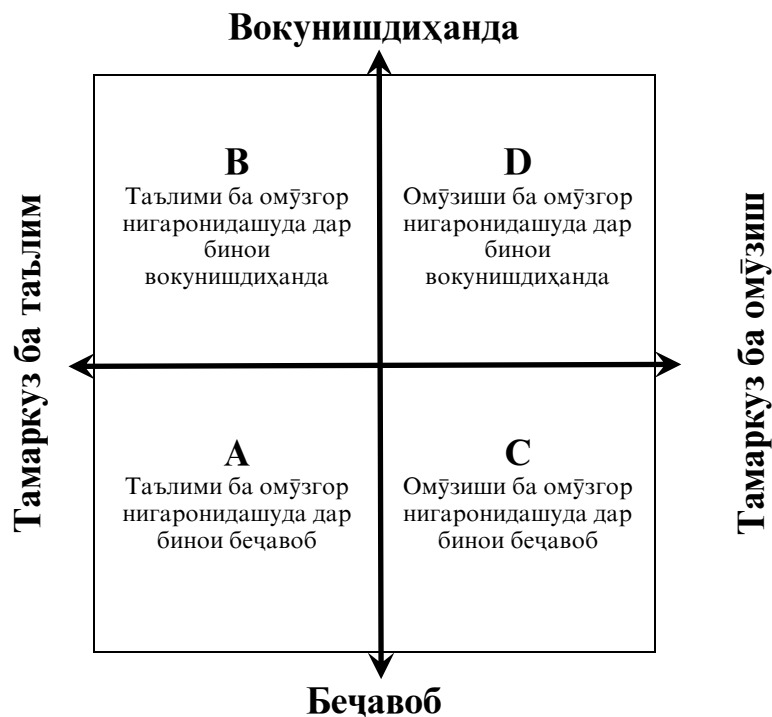 Вокунишдиҳанда
B
Таълими ба омӯзгор
нигаронидашуда дар
бинои
вокунишдиҳанда
D
Омӯзиши ба омӯзгор
нигаронидашуда дар
бинои
вокунишдиҳанда
Тамаркуз ба таълим
Тамаркуз ба омӯзиш
A
Таълими ба омӯзгор
нигаронидашуда дар
бинои беҷавоб
C
Омӯзиши ба омӯзгор
нигаронидашуда дар
бинои беҷавоб
Беҷавоб